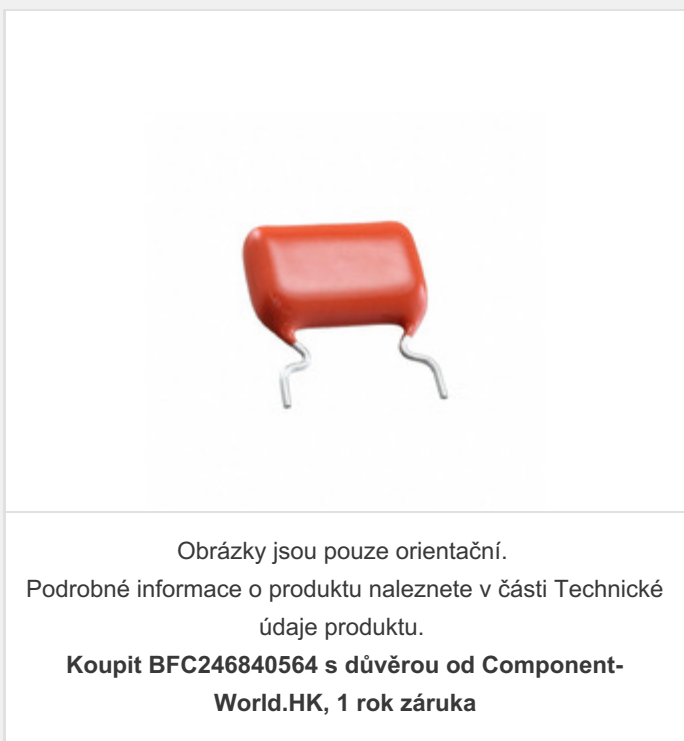 Obrázky jsou pouze orientační.
Podrobné informace o produktu naleznete v části Technické
údaje produktu.
Koupit BFC246840564 s důvěrou od Component-
World.HK, 1 rok záruka